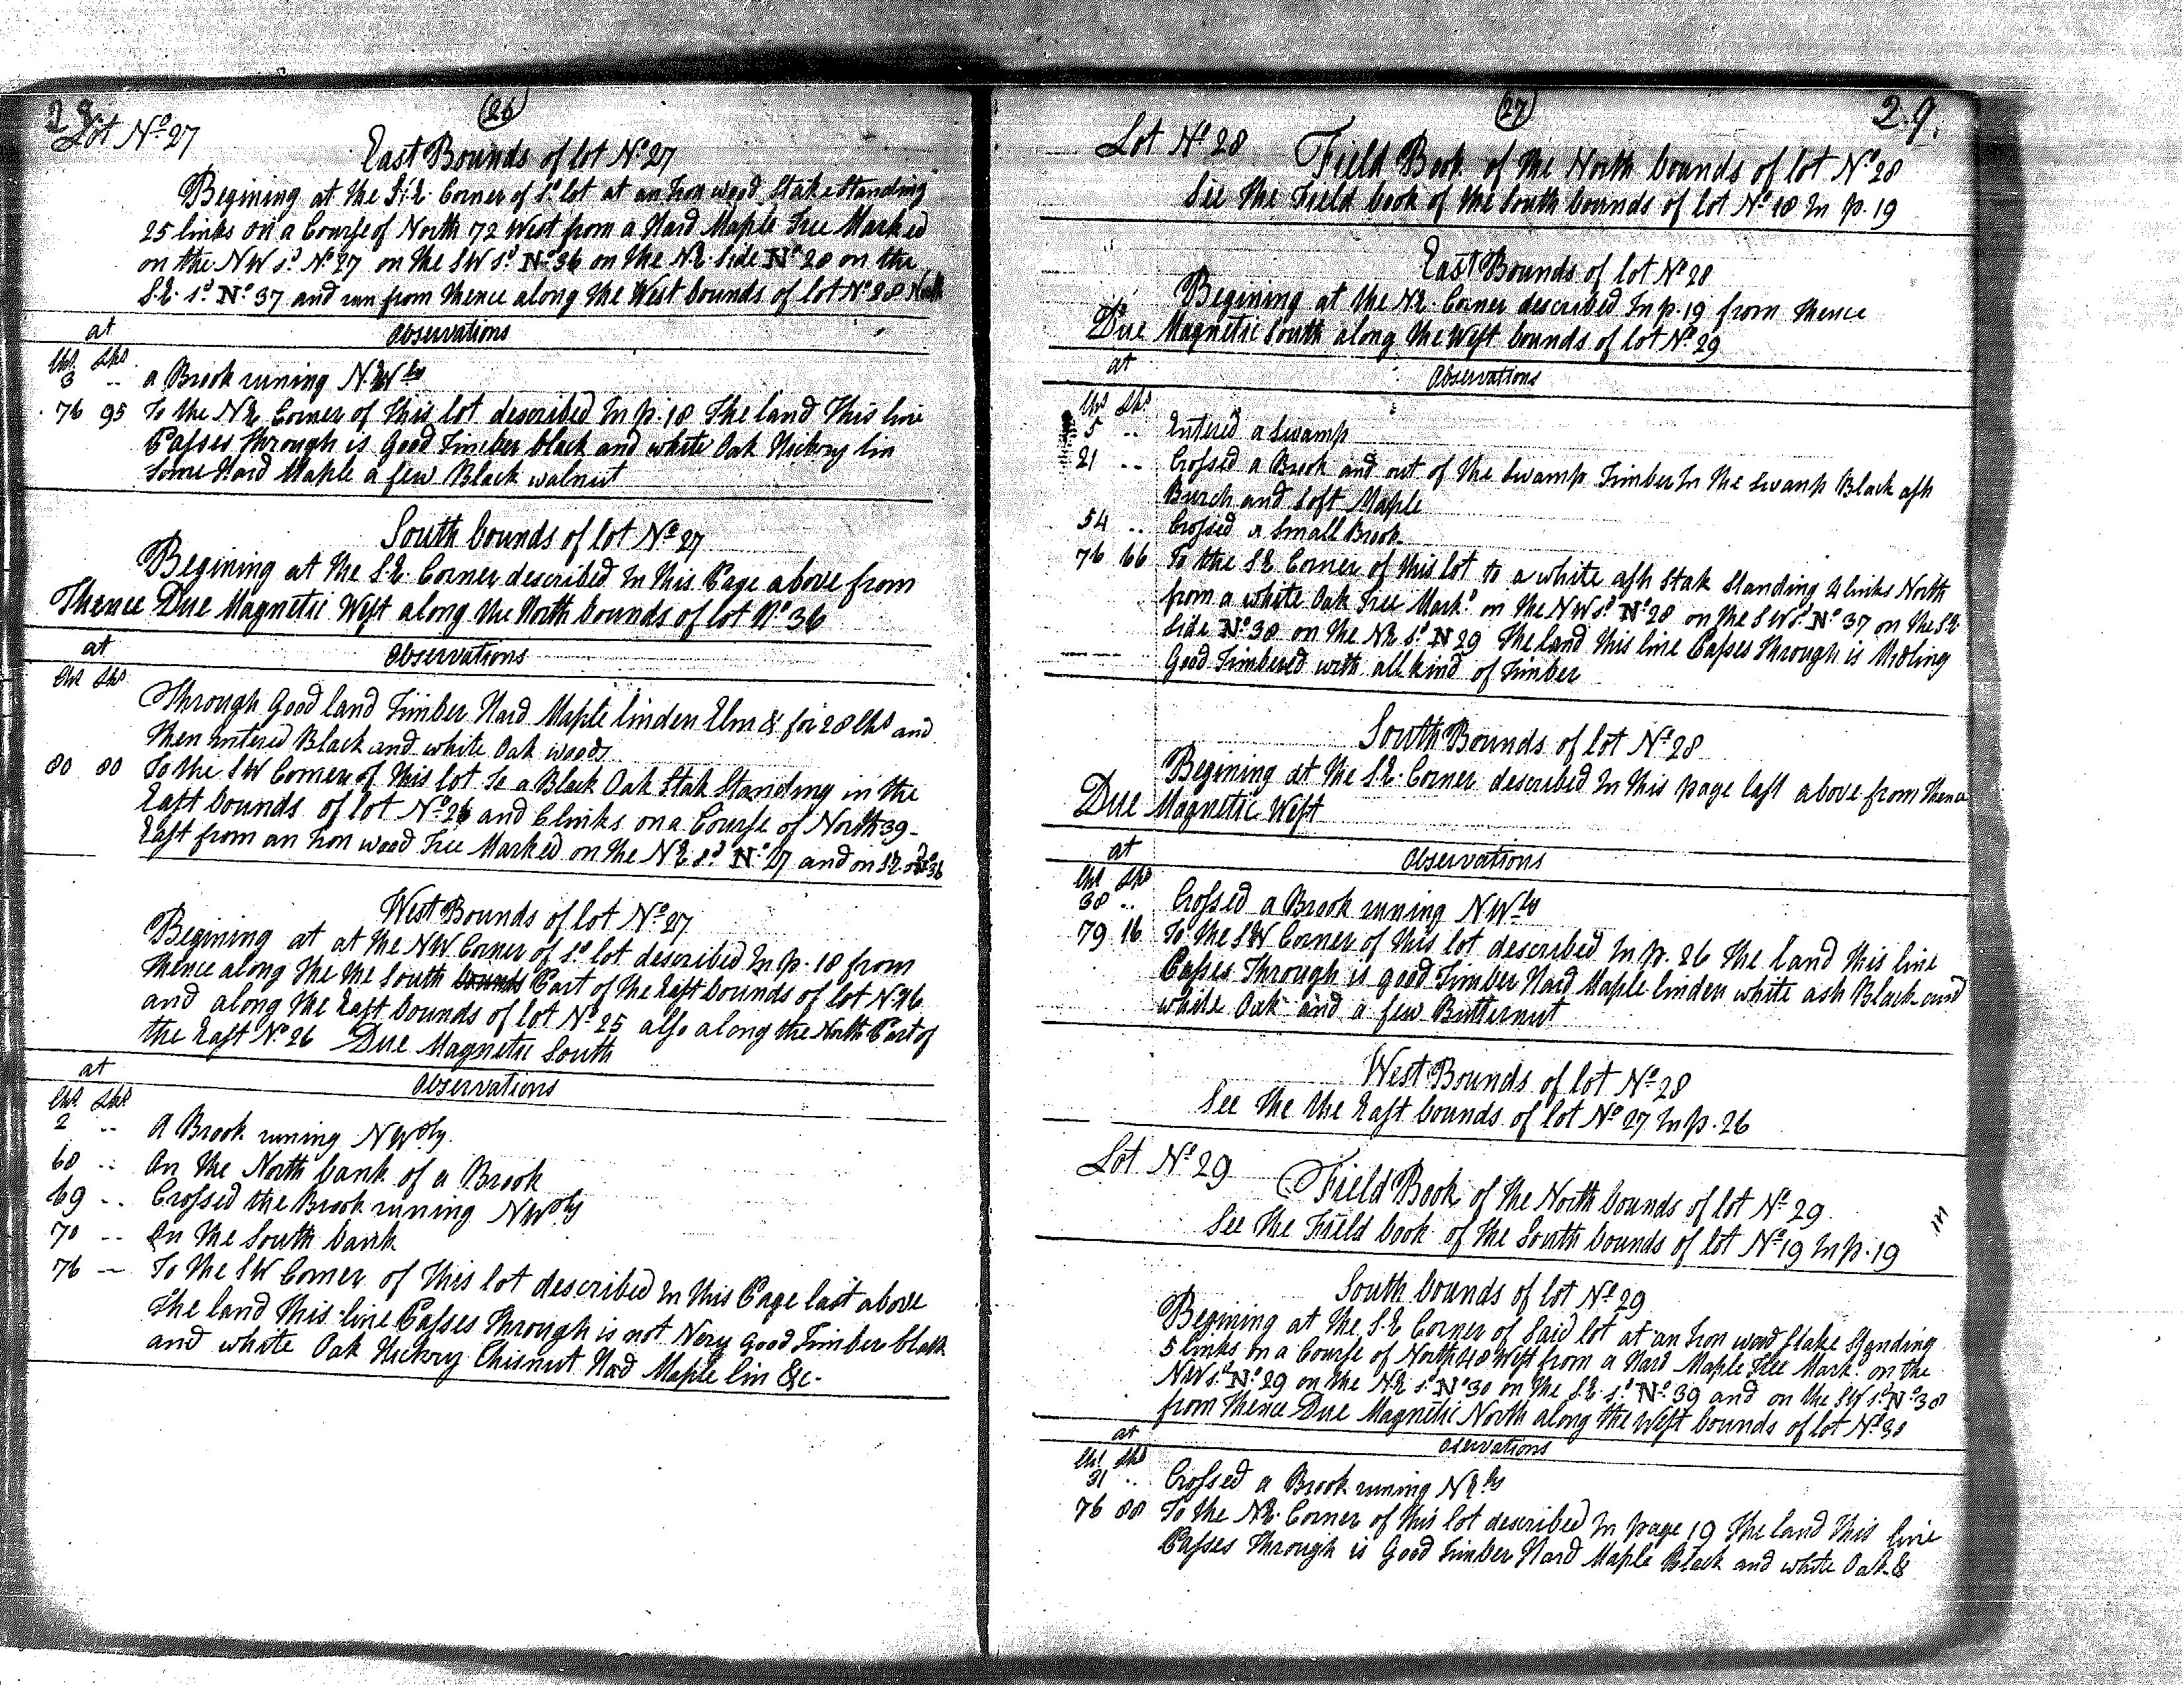 28
(26)
Lot No 27
East Bounds of lot No 27
Begining at the S.E. Corner of sd lot at an Iron wood Stake Standing
25 links on a Course of North 72 West from a Hard Maple Tree Marked
on the NW sd No 27 on the SW sd No 36 on the N.E. Side No 28 on the
S.E. sd No 37 and run from thence along the West bounds of lot No 28 North
at Observations
Chs Lks
3 .. a Brook runing N.Wly
76 95 To the NE Corner of this lot described In p. 18 The land This line
Passes through is Good Timber black and white Oak Hickory lin
Some Hard Maple a few Black walnut
South bounds of lot No 27
Begining at the S.E. Corner described In this Page above from
Thence Due Magnetic West along the North bounds of lot No 36
at Observations
Chs Lks
Through Good land Timber Hard Maple linden Elm & for 28 Chs and
then entered Black and white Oak woods
80 80 To the SW Corner of this lot to a Black Oak Stak Standing in the
East bounds of lot No 26 and 6 links on a Course of North 39
East from an Iron wood Tree Marked on the NE sd No 27 and on S.E. sd No 36
West Bounds of lot No 27
Begining at at the NW Corner of sd lot described In p. 18 from
thence along the the South bounds Part of the East bounds of lot No 16
and along the East bounds of lot No 25 also along the North Part of
the East No 26 Due Magnetic South
at Observations
Chs Lks
2 .. A Brook runing NWdly
60 .. On the North bank of a Brook
69 .. Crossed the Brook runing NWdly
70 .. On the South bank
76 -- To the SW Corner of this lot described In this Page last above
The land this line Passes through is not Very good Timber black
and white Oak Hickory Chisnut Had Maple lin &c-
(27)
29.
Lot No 28 Field Book of the North bounds of lot No 28
See the Field book of the South bounds of lot No 18 In p. 19
East Bounds of lot No 28
Begining at the N.E. Corner described In p. 19 from thence
Due Magnetic South along the West bounds of lot No 29
at Observations
Chs Lks
5 .. Entered a Swamp
21 .. Crossed a Brook and out of the Swamp Timber In the Swamp Black ash
Burch and Soft Maple
54 .. Crossed a Small Brook
76 66 To the SE Corner of this lot to a white ash Stak Standing 2 links North
from a white Oak Tree Markd on the NW sd No 28 on the SW sd No 37 on the S.E.
Side No 38 on the NE sd N 29 The land this line Passes through is Midling
Good Timbered with all kind of Timber
South Bounds of lot No 28
Begining at the S.E. Corner described In this page last above from thence
Due Magnetic West
at Observations
Chs Lks
38 .. Crossed a Brook runing NWly
79 16 To the SW Corner of this lot described In p. 26 The land this line
Passes Through is good Timber Hard Maple linden white ash Black and
white Oak and a few Butternut
West Bounds of lot No 28
See the the East bounds of lot No 27 In p. 26
Lot No 29 Field Book of the North bounds of lot No 29
See the Field book of the South bounds of lot No 19 In p. 19
South bounds of lot No 29
Begining at the S.E. Corner of Said lot at an Iron wood Stake Standing
5 links on a Course of North 48 West from a Hard Maple Tree Mark. on the
NW sd No 29 on the NE sd No 30 on the SE sd No 39 and on the SW sd No 38
from thence Due Magnetic North along the West bounds of lot No 30
at Oservations
Chs Lks
31 .. Crossed a Brook runing NEly
76 88 To the N.E. Corner of this lot described In page 19 The land this line
Passes Through is Good Timber Hard Maple Black and white Oak &